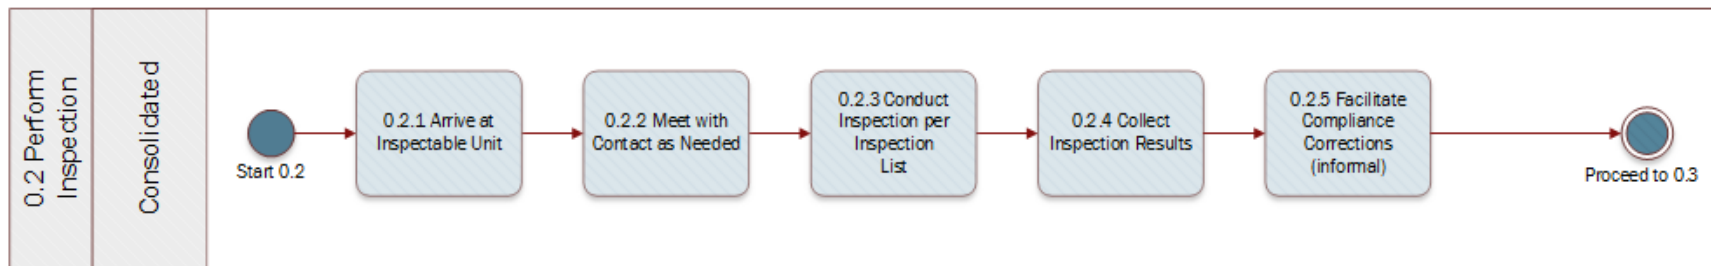 0.2 Perform
Inspection
Consolidated
Start 0.2
0.2.1 Arrive at
Inspectable Unit
0.2.2 Meet with
Contact as Needed
0.2.3 Conduct
Inspection per
Inspection
List
0.2.4 Collect
Inspection Results
0.2.5 Facilitate
Compliance
Corrections
(informal)
Proceed to 0.3